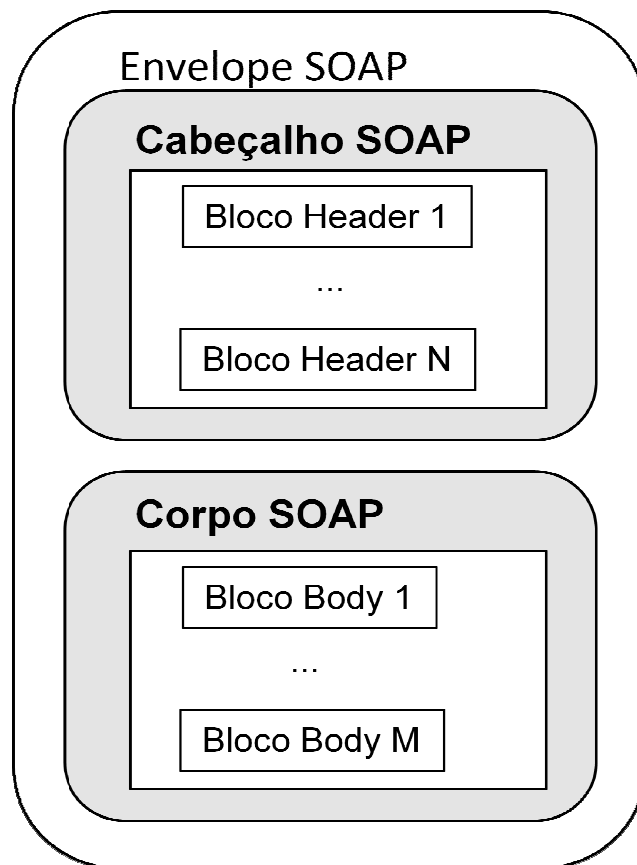 Envelope SOAP
Cabeçalho SOAP
Bloco Header 1
...
Bloco Header N
Corpo SOAP
Bloco Body 1
...
Bloco Body M